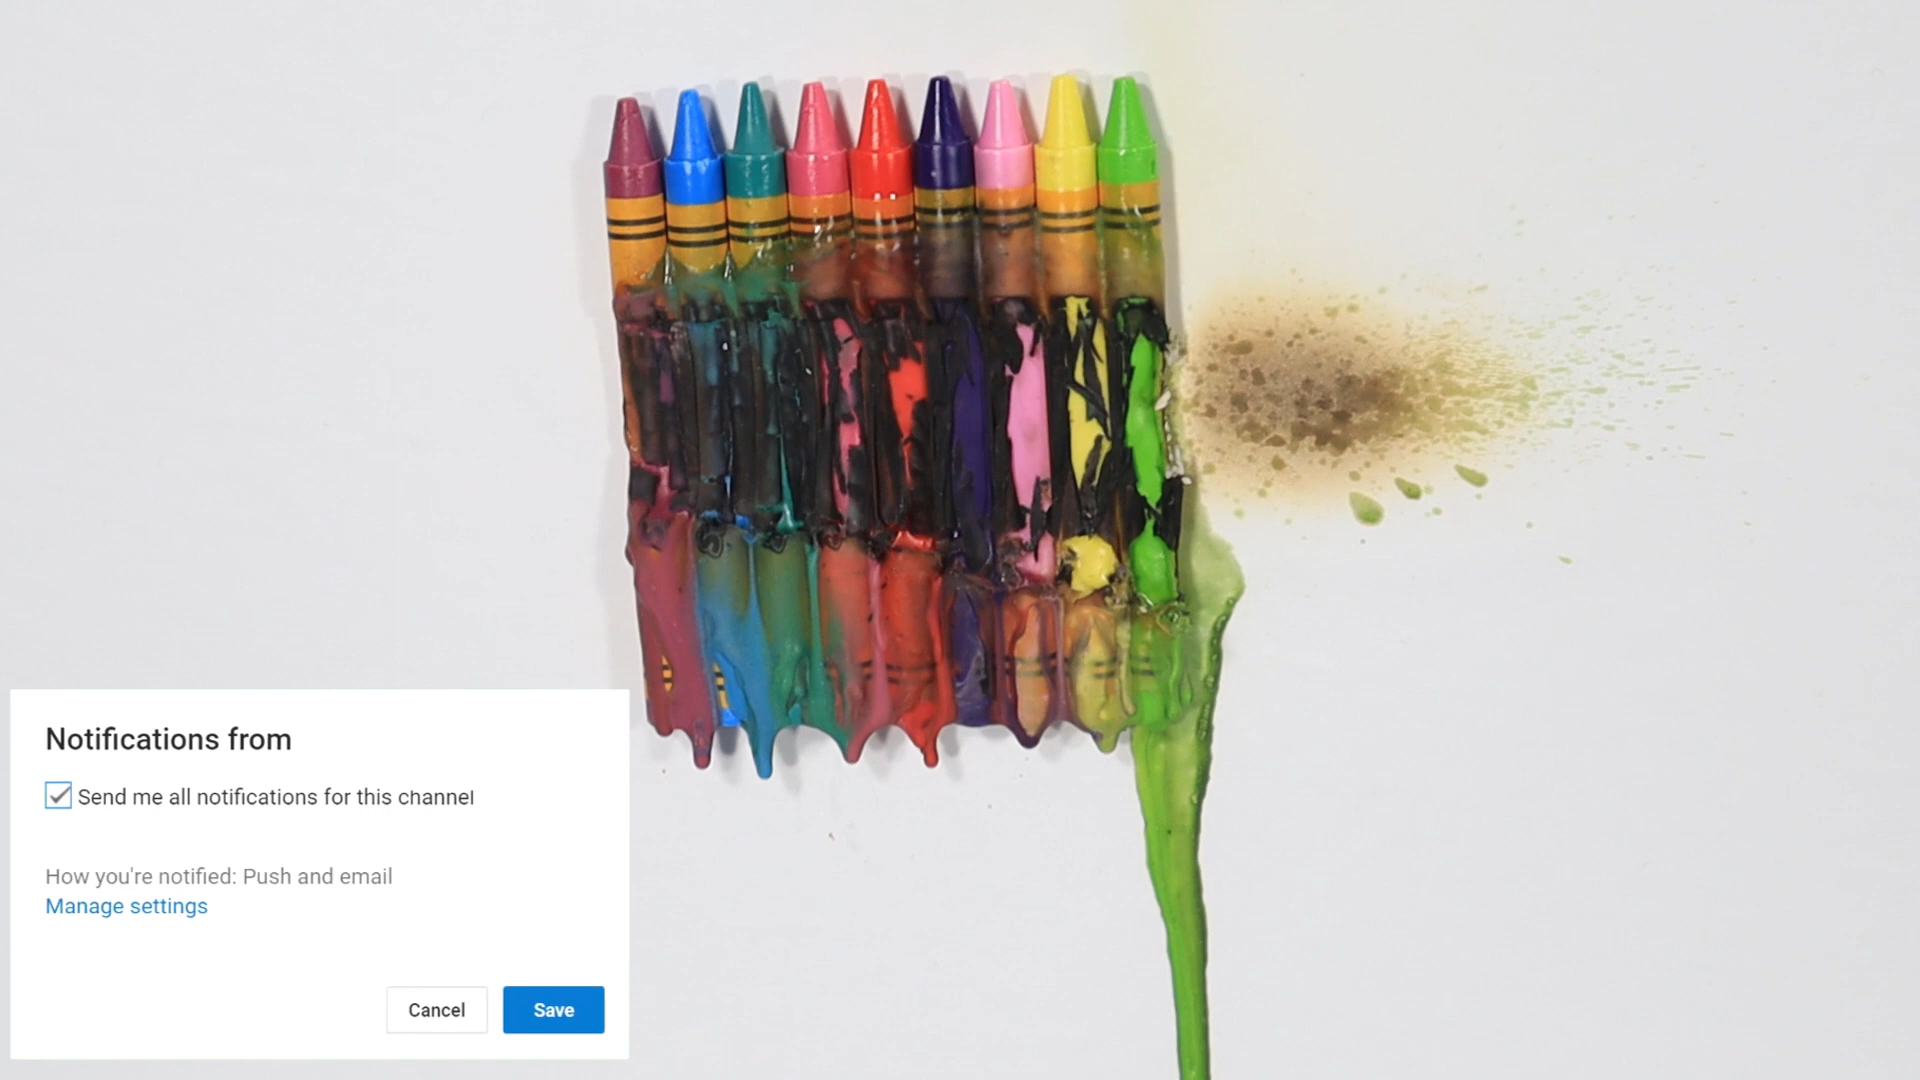 Notifications from
Send me all notifications for this channel
How you're notified: Push and email
Manage settings
Cancel
Save